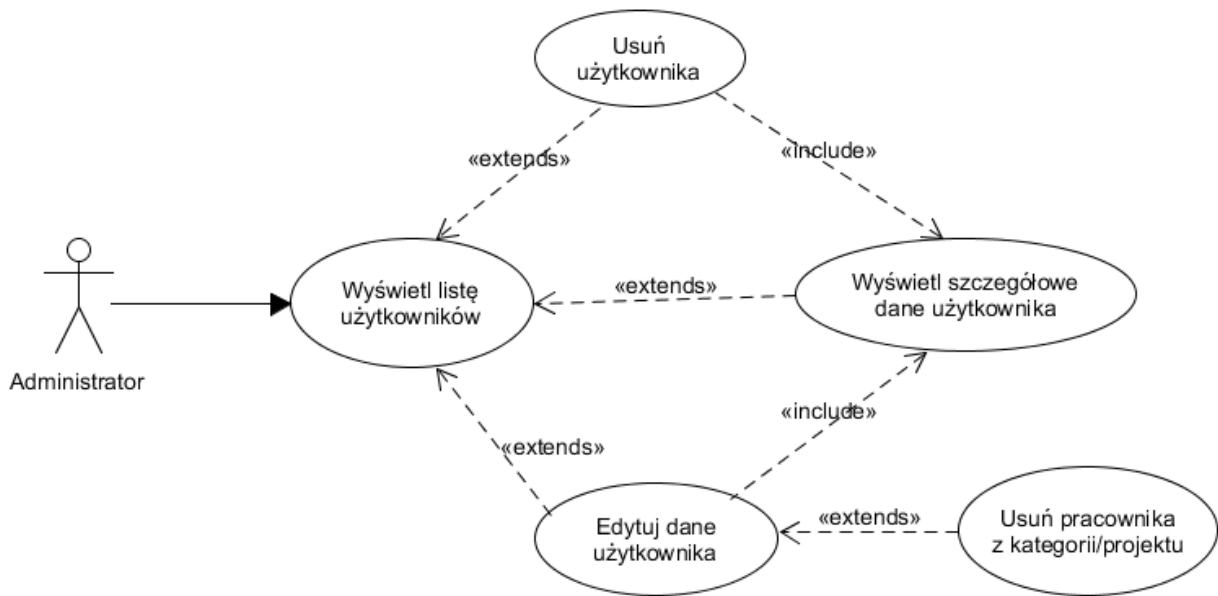 Usuń
użytkownika
«extends»
«include»
Wyświetl listę
użytkowników
«extends»
Wyświetl szczegółowe
dane użytkownika
Administrator
«extends»
«include»
Edytuj dane
użytkownika
«extends»
Usuń pracownika
z kategorii/projektu